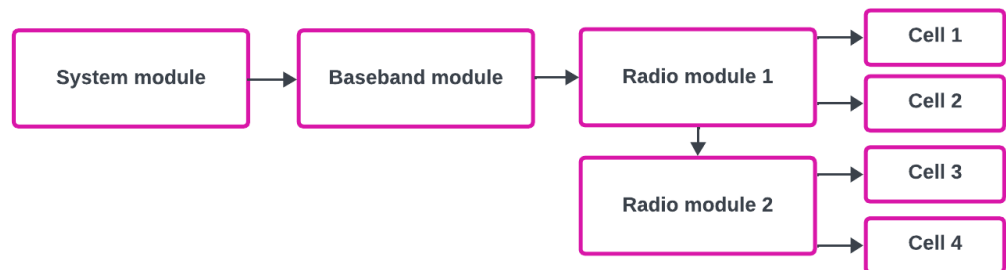 System module
Baseband module
Radio module 1
Cell 1
Cell 2
Radio module 2
Cell 3
Cell 4